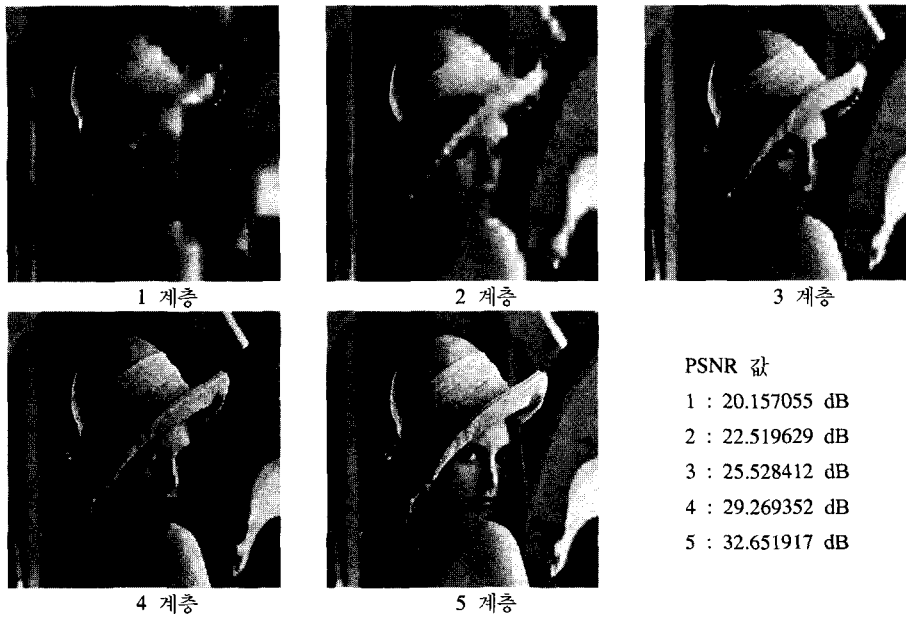 1 계층
2 계층
3 계층
4 계층
5 계층
PSNR 값
1 : 20.157055 dB
2 : 22.519629 dB
3 : 25.528412 dB
4 : 29.269352 dB
5 : 32.651917 dB